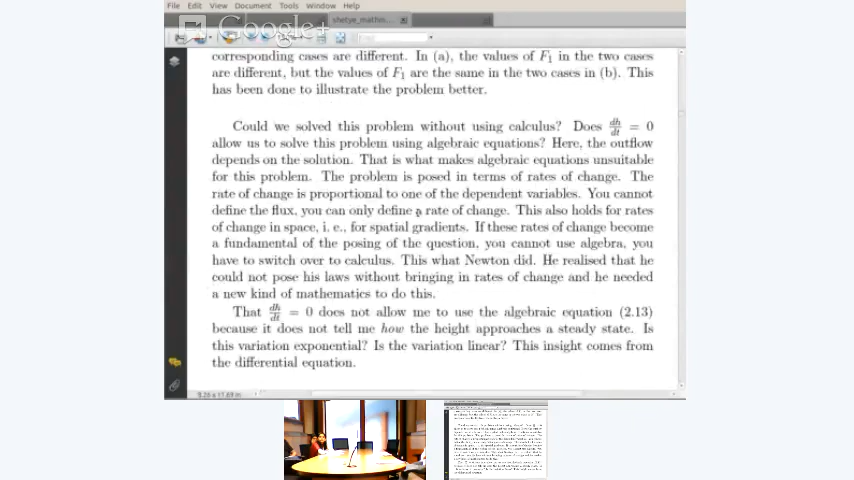 File Edit View Document Tools Window Help
shetye_mathin...
Google+
Find
corresponding cases are different. In (a), the values of F₁ in the two cases
are different, but the values of F₁ are the same in the two cases in (b). This
has been done to illustrate the problem better.
Could we solved this problem without using calculus? Does dh/dt = 0
allow us to solve this problem using algebraic equations? Here, the outflow
depends on the solution. That is what makes algebraic equations unsuitable
for this problem. The problem is posed in terms of rates of change. The
rate of change is proportional to one of the dependent variables. You cannot
define the flux, you can only define a rate of change. This also holds for rates
of change in space, i. e., for spatial gradients. If these rates of change become
a fundamental of the posing of the question, you cannot use algebra, you
have to switch over to calculus. This what Newton did. He realised that he
could not pose his laws without bringing in rates of change and he needed
a new kind of mathematics to do this.
That dh/dt = 0 does not allow me to use the algebraic equation (2.13)
because it does not tell me how the height approaches a steady state. Is
this variation exponential? Is the variation linear? This insight comes from
the differential equation.
8.26 x 11.69 in